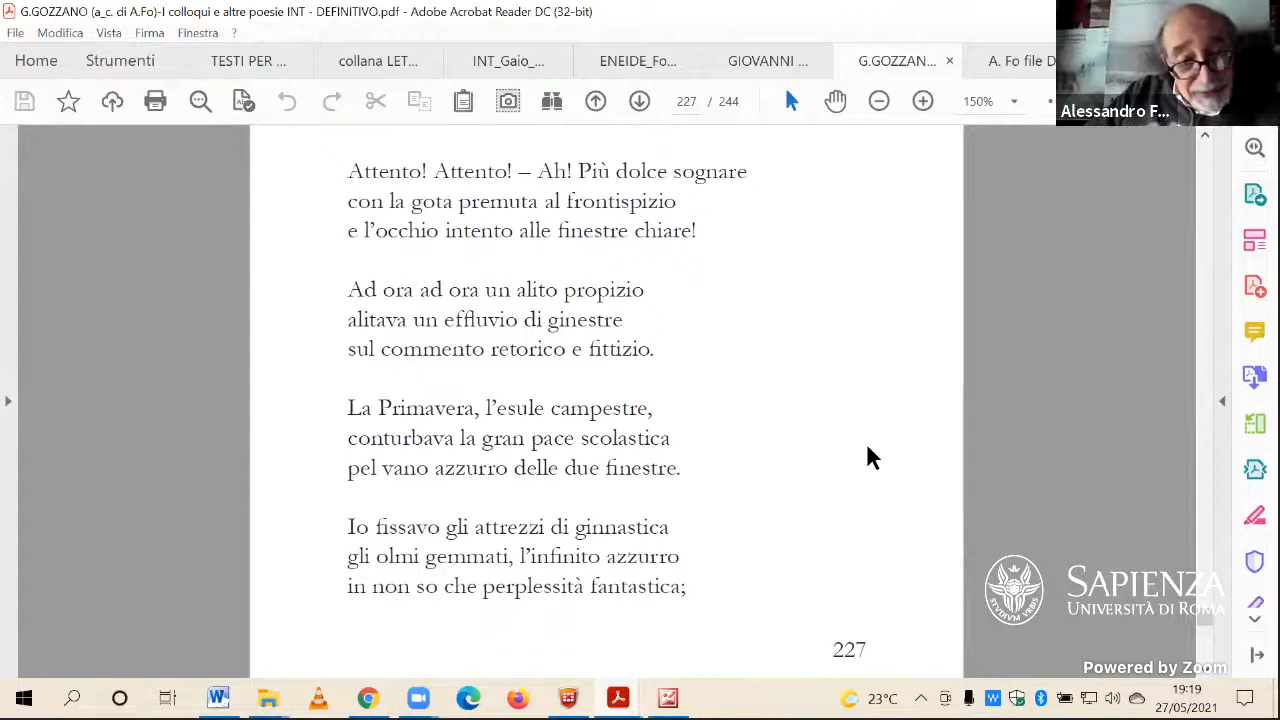 G.GOZZANO (a_c. di A.Fo)-I colloqui e altre poesie INT - DEFINITIVO.pdf - Adobe Acrobat Reader DC (32-bit)
File Modifica Vista Firma Finestra ?
Home Strumenti TESTI PER ... collana LET... INT_Gaio_... ENEIDE_Fo... GIOVANNI ... G.GOZZAN... × A. Fo file D
227 / 244 150%
Alessandro F...
Attento! Attento! – Ah! Più dolce sognare
con la gota premuta al frontispizio
e l’occhio intento alle finestre chiare!
Ad ora ad ora un alito propizio
alitava un effluvio di ginestre
sul commento retorico e fittizio.
La Primavera, l’esule campestre,
conturbava la gran pace scolastica
pel vano azzurro delle due finestre.
Io fissavo gli attrezzi di ginnastica
gli olmi gemmati, l’infinito azzurro
in non so che perplessità fantastica;
227
STVDIVM VRBIS
SAPIENZA
UNIVERSITÀ DI ROMA
Powered by Zoom
23°C 19:19
27/05/2021